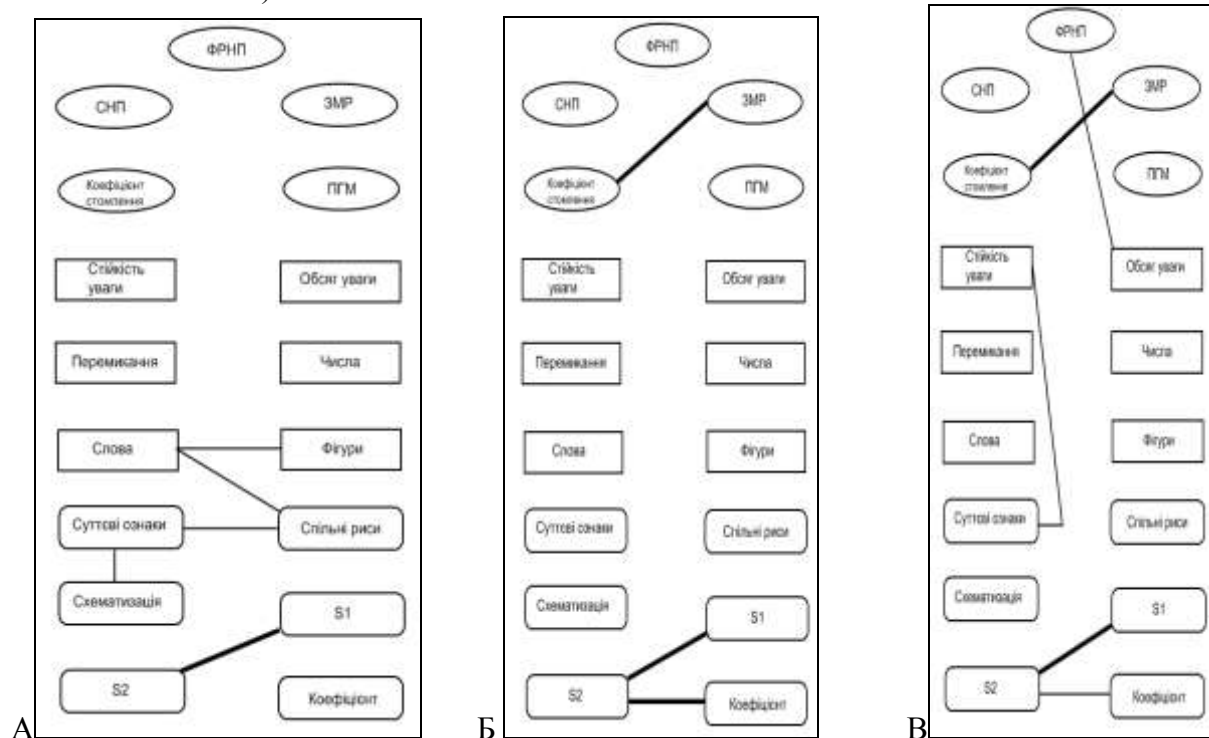 ФРНП
СНП
ЗМР
Коефіцієнт
стомлення
ПГМ
Стійкість
уваги
Обсяг уваги
Перемикання
Числа
Слова
Фігури
Суттєві ознаки
Спільні риси
Схематизація
S1
S2
Коефіцієнт
А
ФРНП
СНП
ЗМР
Коефіцієнт
стомлення
ПГМ
Стійкість
уваги
Обсяг уваги
Перемикання
Числа
Слова
Фігури
Суттєві ознаки
Спільні риси
Схематизація
S1
S2
Коефіцієнт
Б
ФРНП
СНП
ЗМР
Коефіцієнт
стомлення
ПГМ
Стійкість
уваги
Обсяг уваги
Перемикання
Числа
Слова
Фігури
Суттєві ознаки
Спільні риси
Схематизація
S1
S2
Коефіцієнт
В